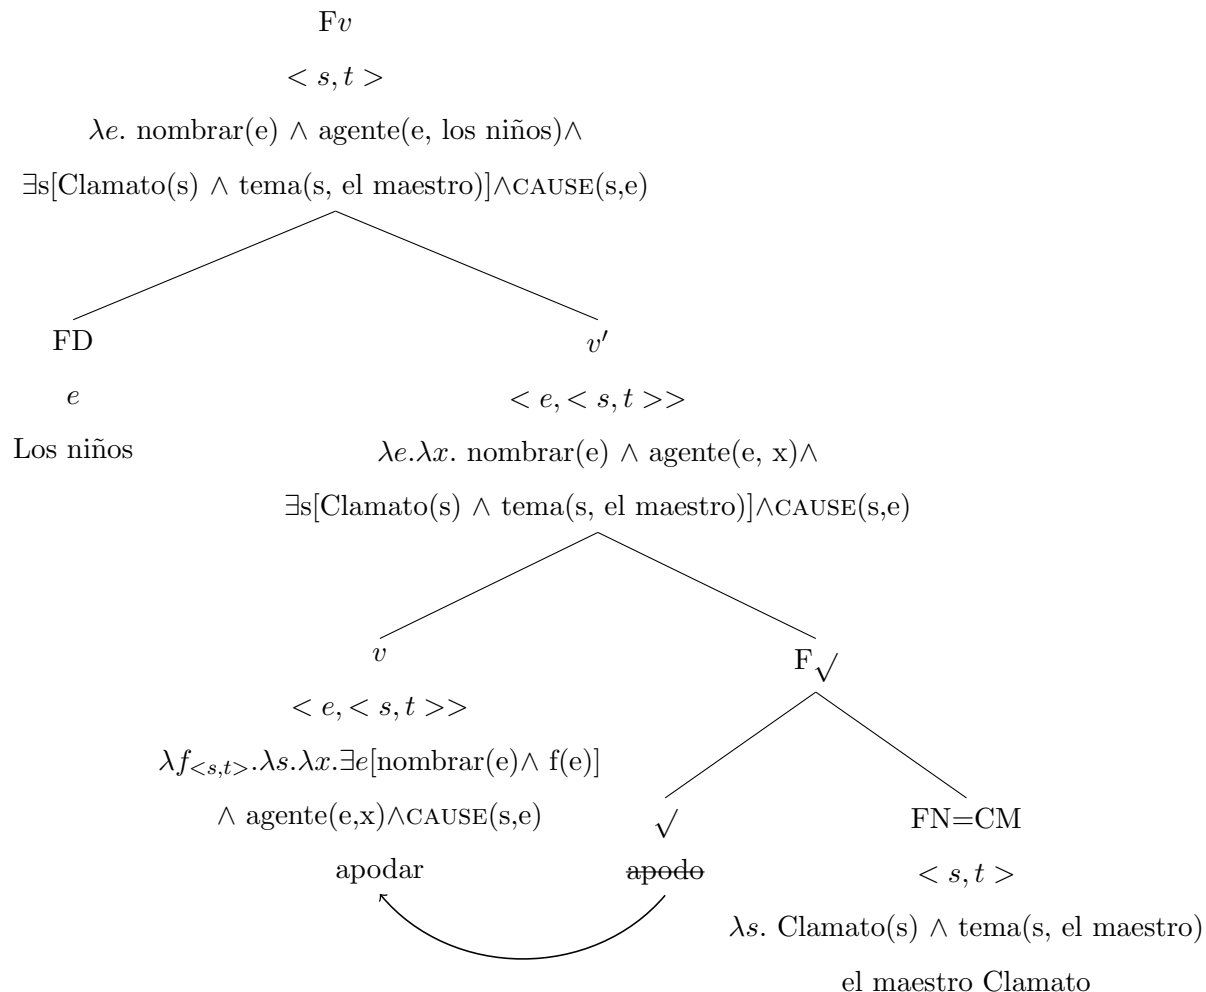 Fv
< s, t >
λe. nombrar(e) ∧ agente(e, los niños)∧
∃s[Clamato(s) ∧ tema(s, el maestro)]∧CAUSE(s,e)
FD
e
Los niños
v′
< e, < s, t >>
λe.λx. nombrar(e) ∧ agente(e, x)∧
∃s[Clamato(s) ∧ tema(s, el maestro)]∧CAUSE(s,e)
v
< e, < s, t >>
λf<s,t>.λs.λx.∃e[nombrar(e)∧ f(e)]
∧ agente(e,x)∧CAUSE(s,e)
apodar
F√
√
apodo
FN=CM
< s, t >
λs. Clamato(s) ∧ tema(s, el maestro)
el maestro Clamato